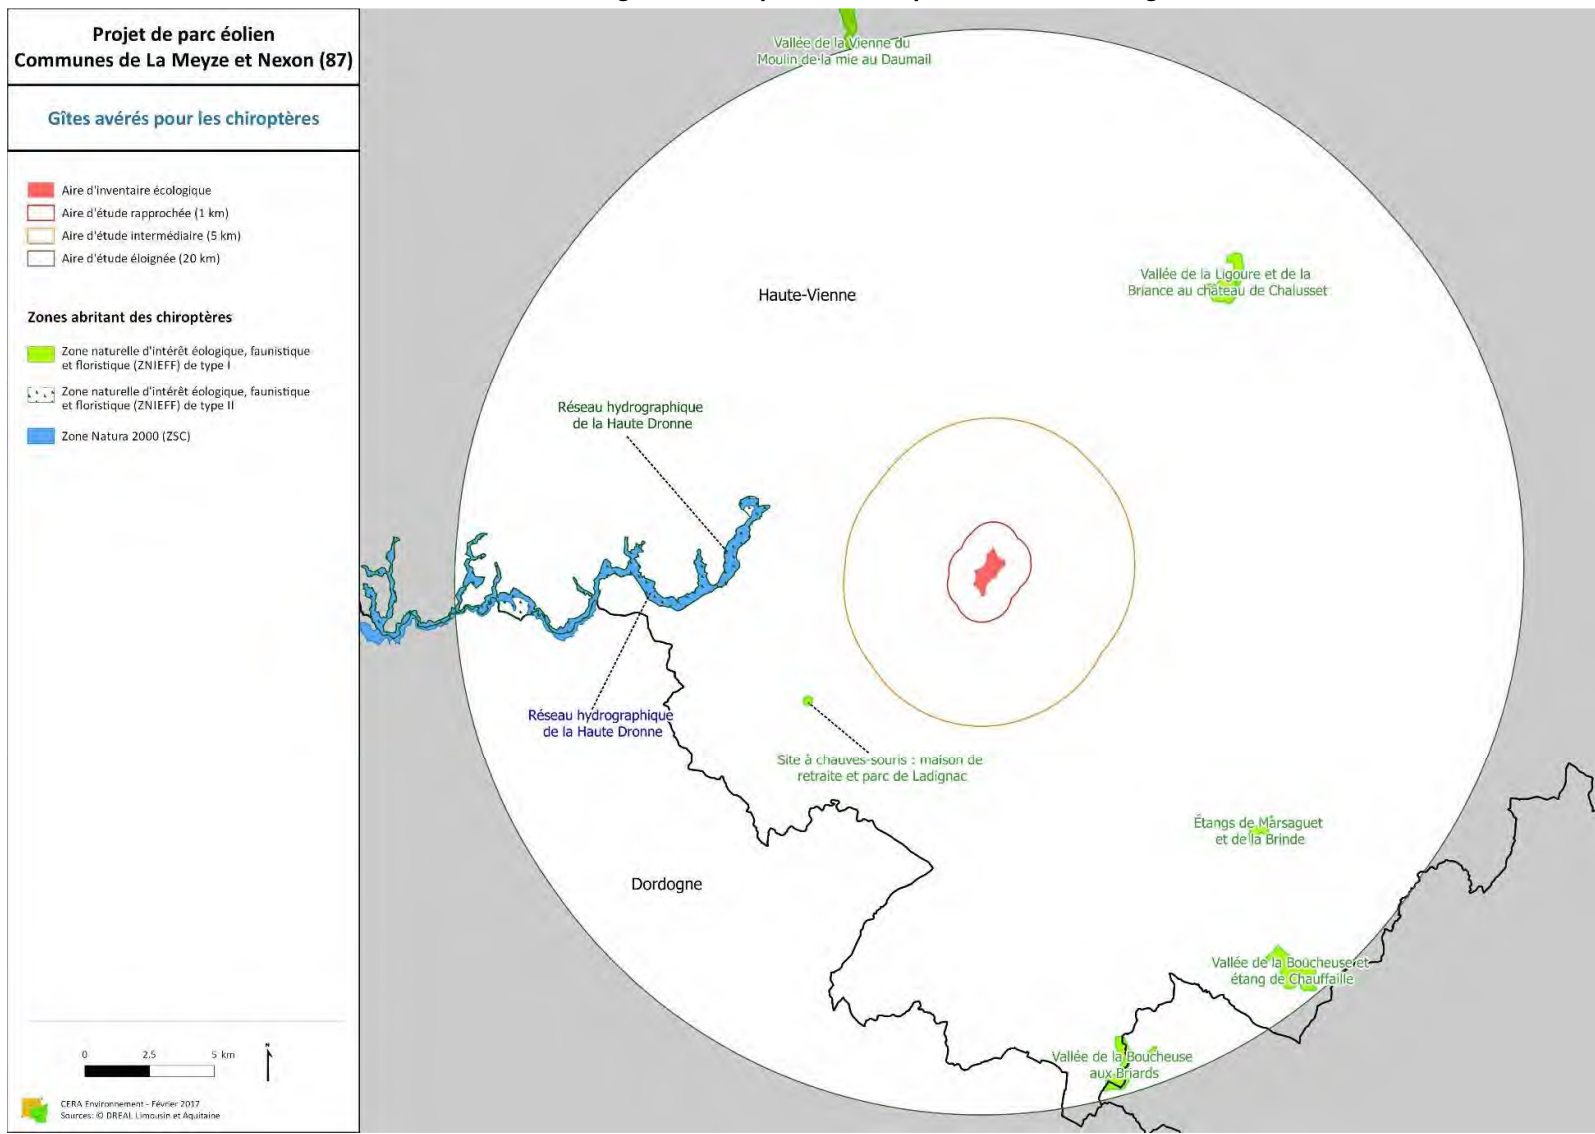 Projet de parc éolien
Communes de La Meyze et Nexon (87)
Gîtes avérés pour les chiroptères
Aire d'inventaire écologique
Aire d'étude rapprochée (1 km)
Aire d'étude intermédiaire (5 km)
Aire d'étude éloignée (20 km)
Zones abritant des chiroptères
Zone naturelle d'intérêt éologique, faunistique
et floristique (ZNIEFF) de type I
Zone naturelle d'intérêt éologique, faunistique
et floristique (ZNIEFF) de type II
Zone Natura 2000 (ZSC)
0 2.5 5 km
N
CERA Environnement - Février 2017
Sources: © DREAL Limousin et Aquitaine
Vallée de la Vienne du
Moulin de la mie au Daumail
Vallée de la Ligoure et de la
Briance au château de Chalusset
Haute-Vienne
Réseau hydrographique
de la Haute Dronne
Réseau hydrographique
de la Haute Dronne
Site à chauves-souris : maison de
retraite et parc de Ladignac
Étangs de Marsaguet
et de la Brinde
Dordogne
Vallée de la Boucheuse et
étang de Chauffaille
Vallée de la Boucheuse
aux Briards